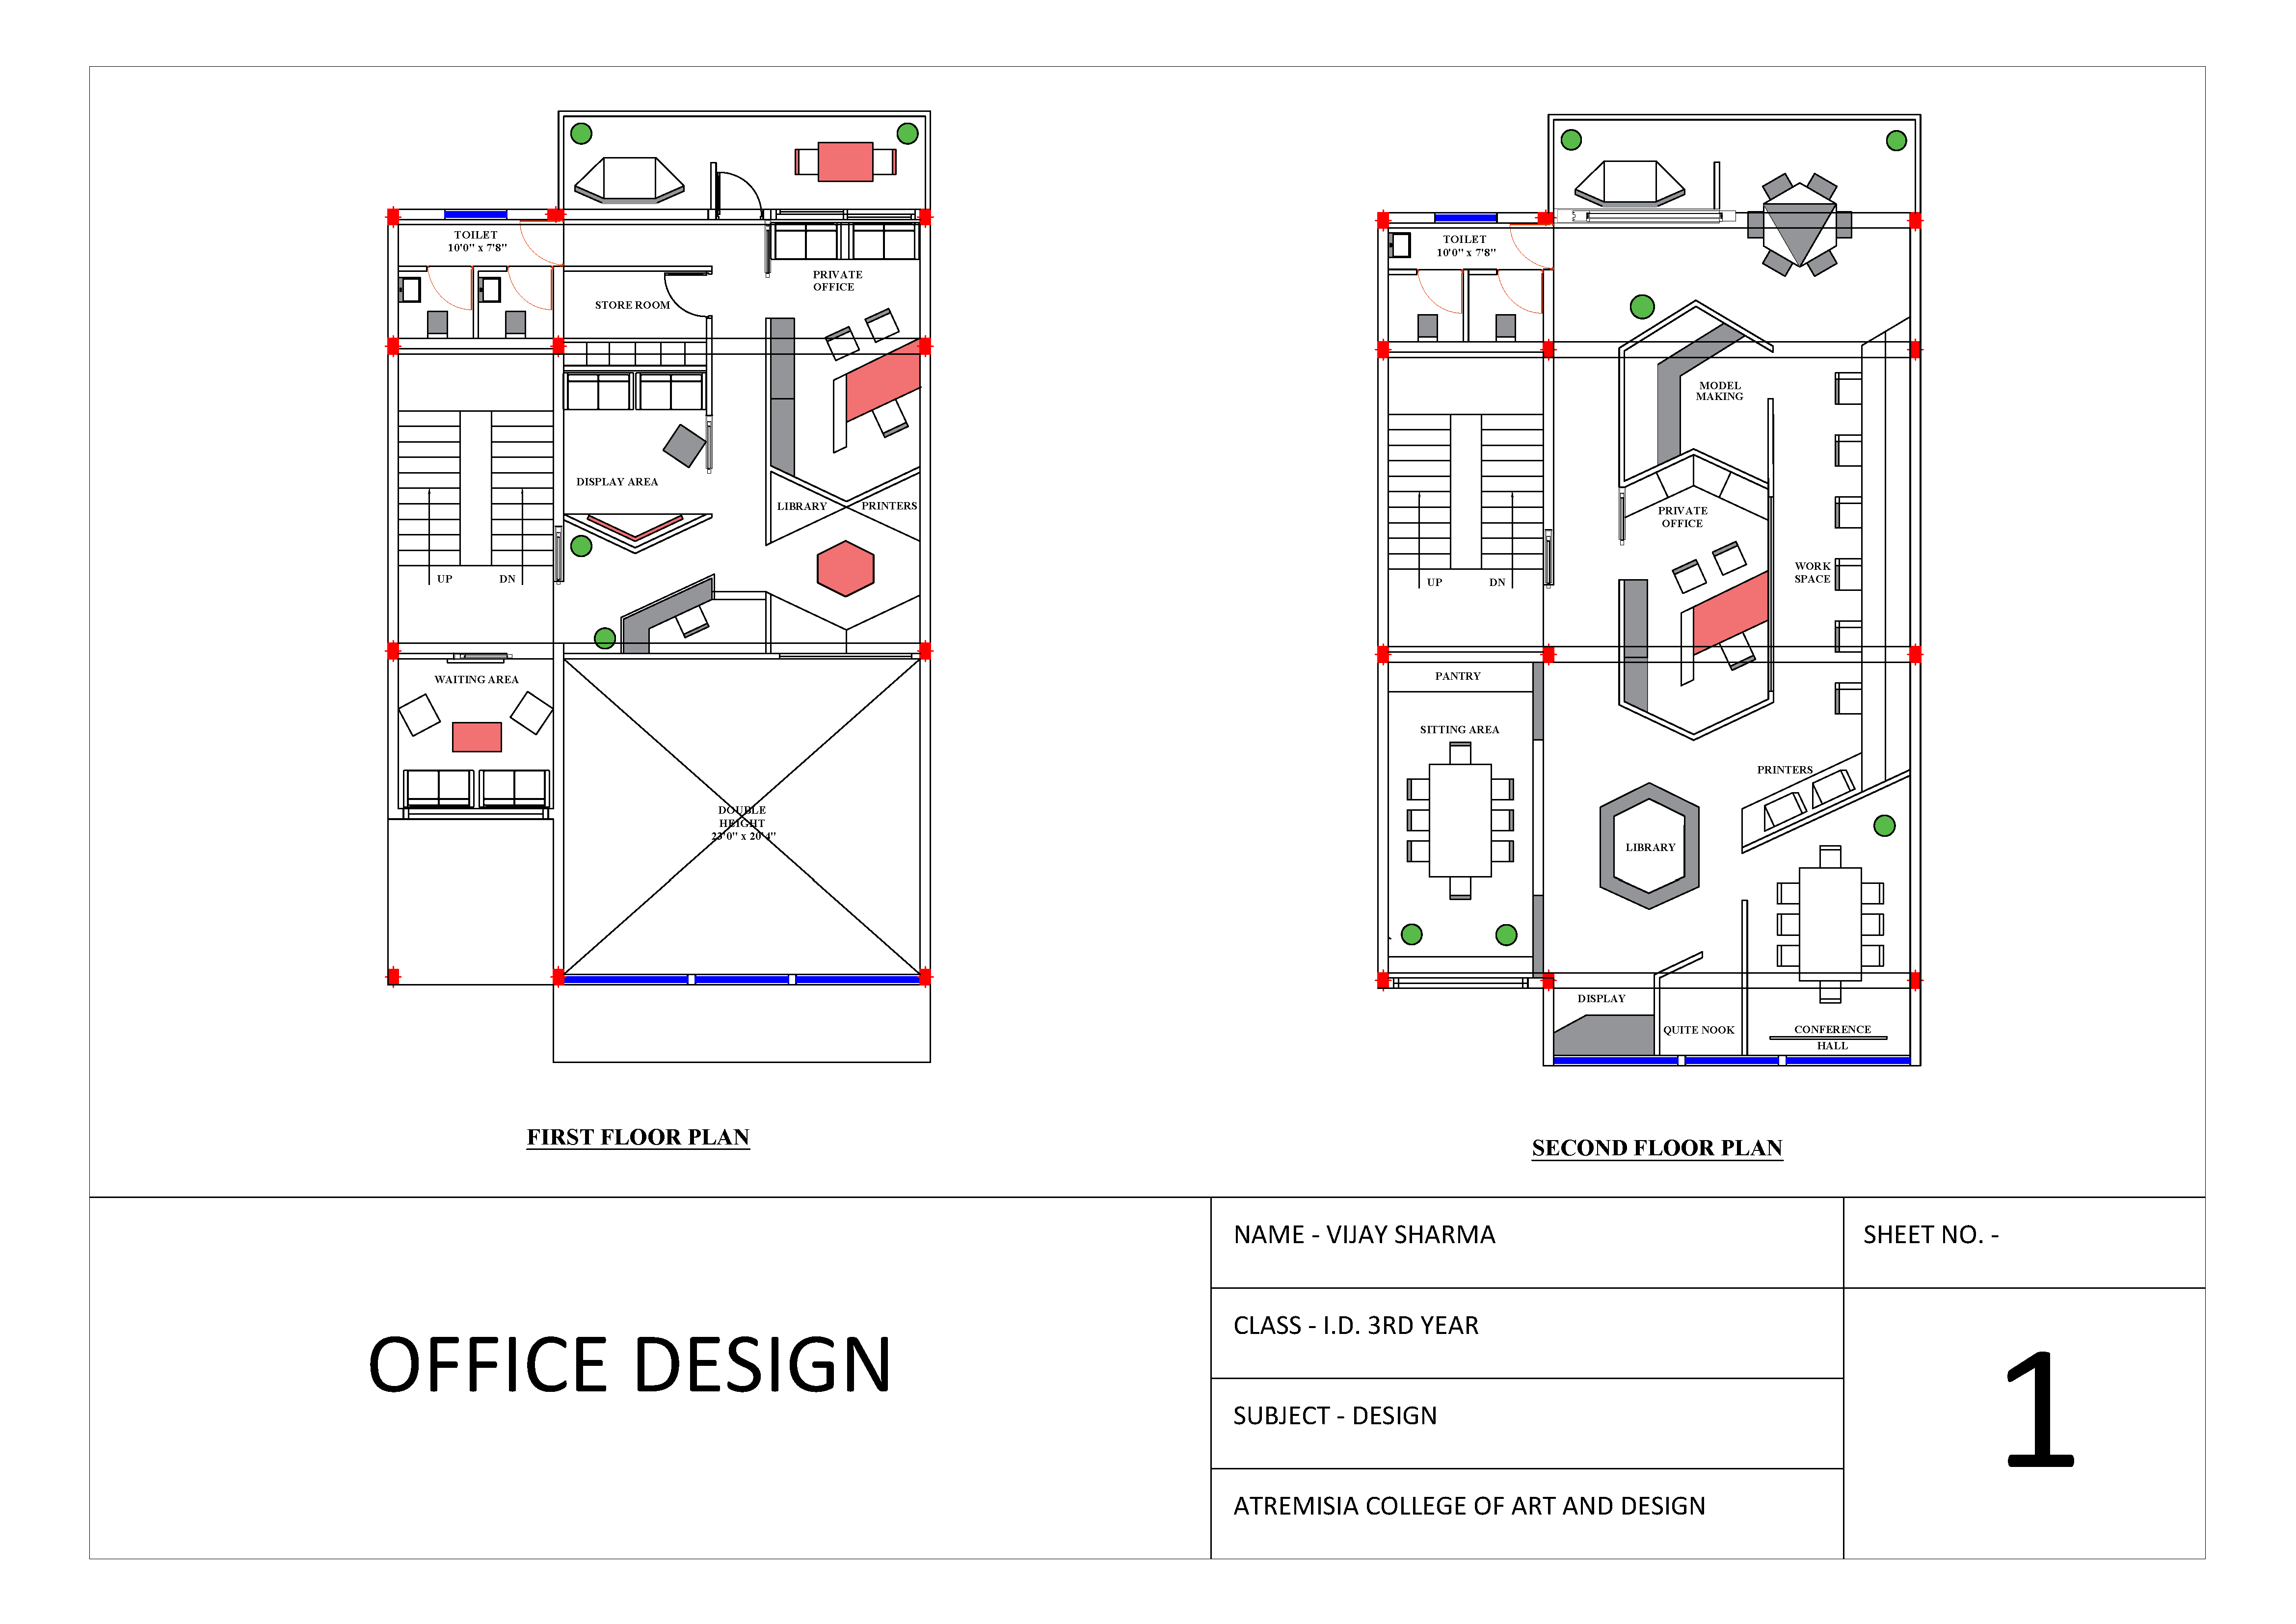 TOILET
10'0" x 7'8"
PRIVATE
OFFICE
STORE ROOM
DISPLAY AREA
LIBRARY
PRINTERS
UP
DN
WAITING AREA
DOUBLE
HEIGHT
23'0" x 20'4"
FIRST FLOOR PLAN
TOILET
10'0" x 7'8"
MODEL
MAKING
PRIVATE
OFFICE
WORK
SPACE
UP
DN
PANTRY
SITTING AREA
PRINTERS
LIBRARY
DISPLAY
QUITE NOOK
CONFERENCE
HALL
SECOND FLOOR PLAN
OFFICE DESIGN
NAME - VIJAY SHARMA
CLASS - I.D. 3RD YEAR
SUBJECT - DESIGN
ATREMISIA COLLEGE OF ART AND DESIGN
SHEET NO. -
1